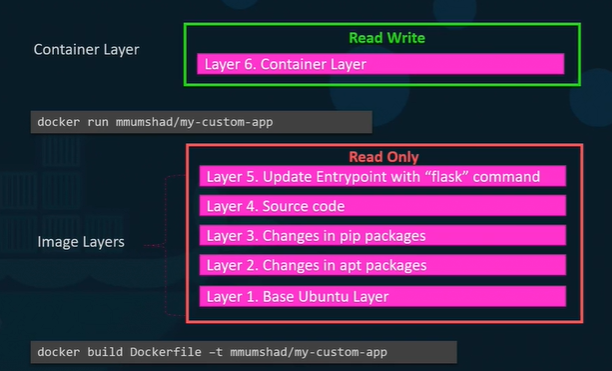 Read Write
Container Layer
Layer 6. Container Layer
docker run mmumshad/my-custom-app
Read Only
Layer 5. Update Entrypoint with “flask” command
Layer 4. Source code
Image Layers
Layer 3. Changes in pip packages
Layer 2. Changes in apt packages
Layer 1. Base Ubuntu Layer
docker build Dockerfile –t mmumshad/my-custom-app